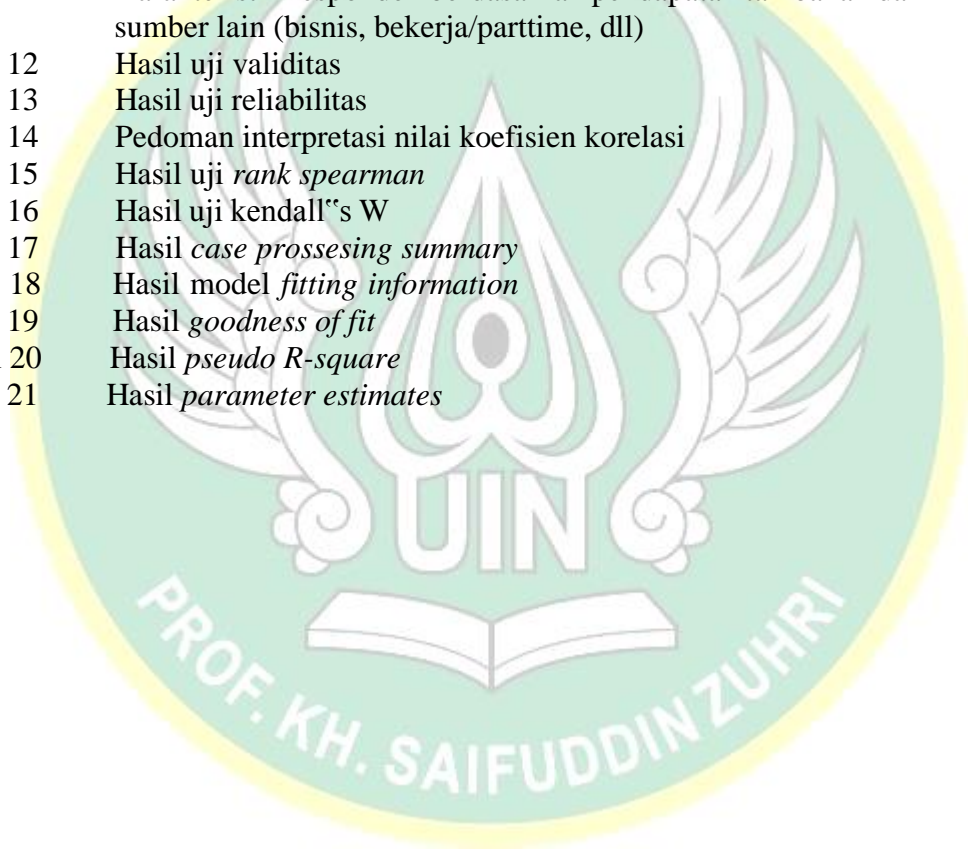 sumber lain (bisnis, bekerja/parttime, dll)
12 Hasil uji validitas
13 Hasil uji reliabilitas
14 Pedoman interpretasi nilai koefisien korelasi
15 Hasil uji rank spearman
16 Hasil uji kendall‟s W
17 Hasil case prossesing summary
18 Hasil model fitting information
19 Hasil goodness of fit
20 Hasil pseudo R-square
21 Hasil parameter estimates
UIN
PROF. KH. SAIFUDDIN ZUHRI